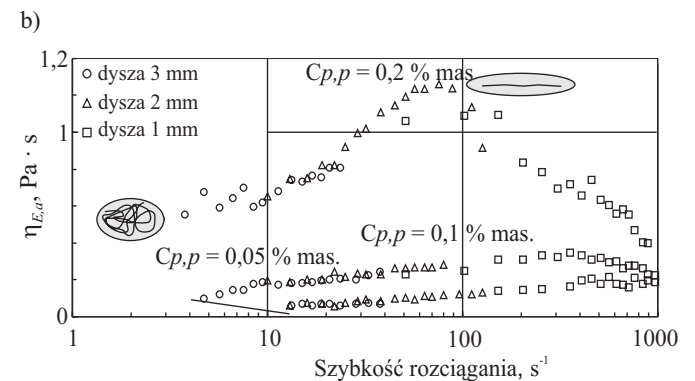 b)
1,2
dysza 3 mm
Cp,p = 0,2 % mas.
dysza 2 mm
1
dysza 1 mm
ηE,a, Pa · s
Cp,p = 0,1 % mas.
Cp,p = 0,05 % mas.
0
1 10 100 1000
Szybkość rozciągania, s-1